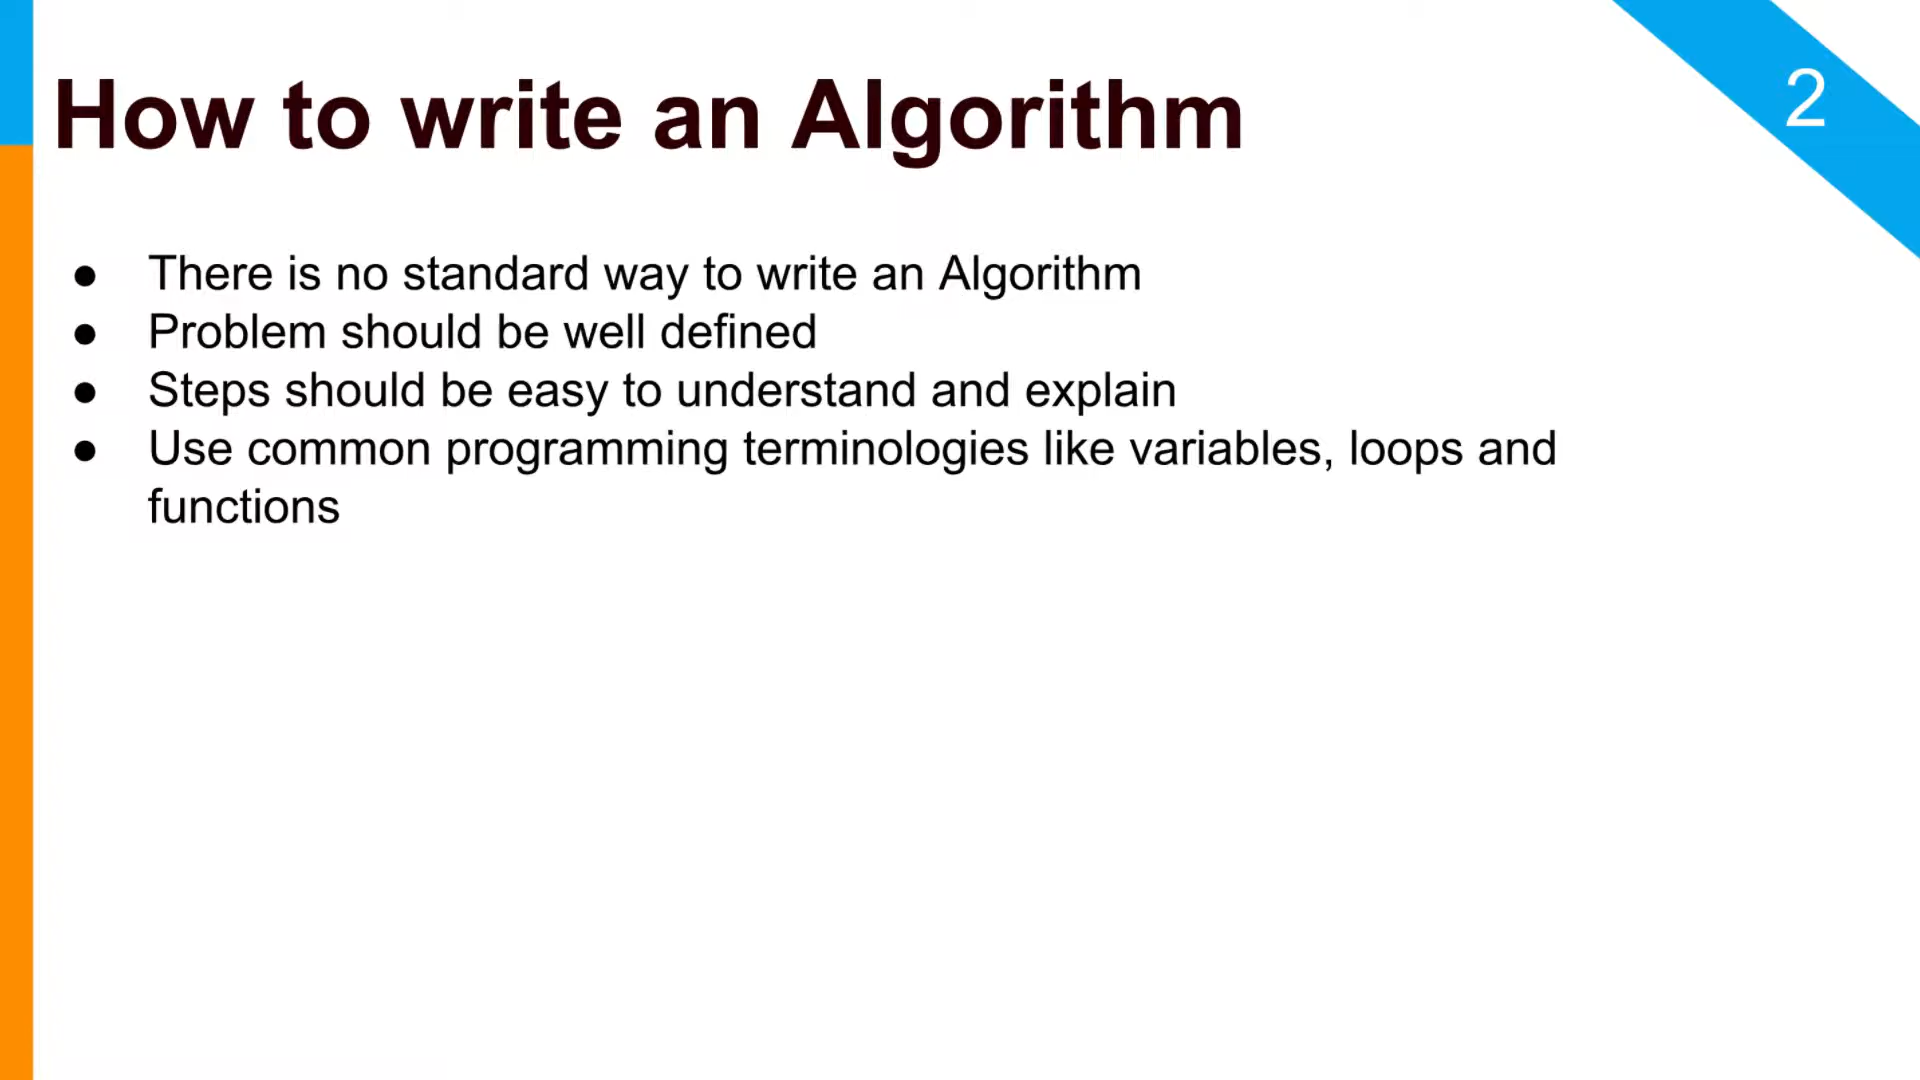 How to write an Algorithm
2
● There is no standard way to write an Algorithm
● Problem should be well defined
● Steps should be easy to understand and explain
● Use common programming terminologies like variables, loops and
functions